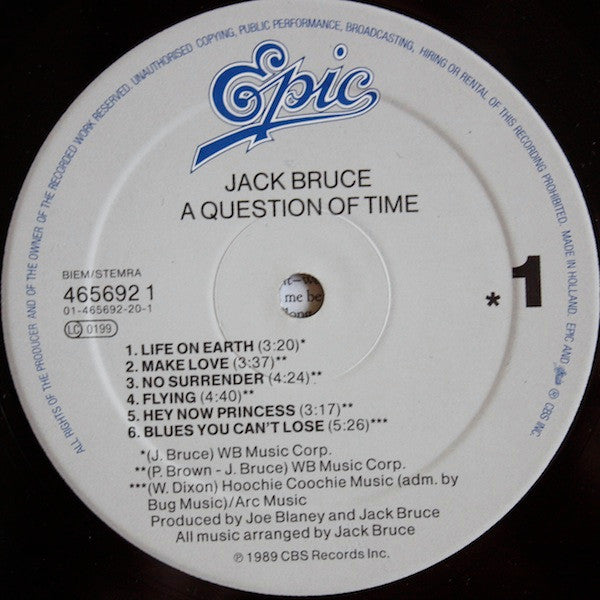 ALL RIGHTS OF THE PRODUCER AND OF THE OWNER OF THE RECORDED WORK RESERVED. UNAUTHORISED COPYING, PUBLIC PERFORMANCE, BROADCASTING, HIRING OR RENTAL OF THIS RECORDING PROHIBITED. MADE IN HOLLAND. EPIC AND Epic ® CBS INC.
Epic
JACK BRUCE
A QUESTION OF TIME
BIEM/STEMRA
465692 1
01-465692-20-1
LC 0199
me be
* 1
1. LIFE ON EARTH (3:20)*
2. MAKE LOVE (3:37)**
3. NO SURRENDER (4:24)**
4. FLYING (4:40)**
5. HEY NOW PRINCESS (3:17)**
6. BLUES YOU CAN'T LOSE (5:26)***
*(J. Bruce) WB Music Corp.
**(P. Brown - J. Bruce) WB Music Corp.
***(W. Dixon) Hoochie Coochie Music (adm. by
Bug Music)/Arc Music
Produced by Joe Blaney and Jack Bruce
All music arranged by Jack Bruce
℗ 1989 CBS Records Inc.